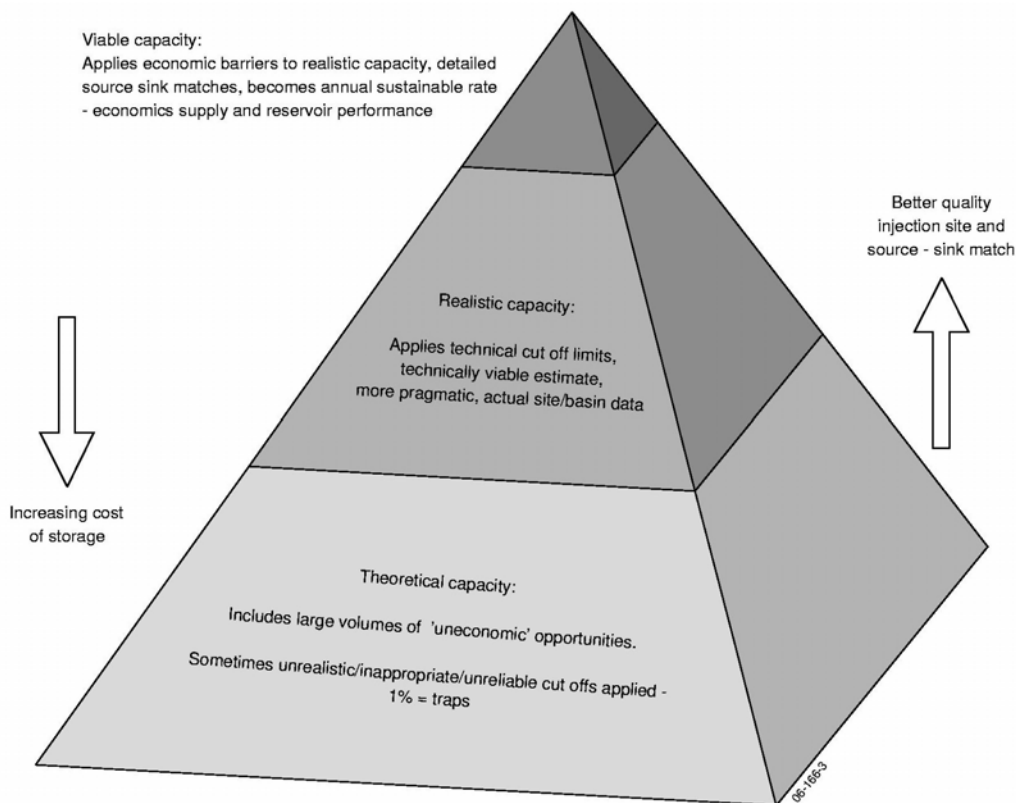 Viable capacity:
Applies economic barriers to realistic capacity, detailed
source sink matches, becomes annual sustainable rate
- economics supply and reservoir performance
Better quality
injection site and
source - sink match
Realistic capacity:
Applies technical cut off limits,
technically viable estimate,
more pragmatic, actual site/basin data
Increasing cost
of storage
Theoretical capacity:
Includes large volumes of 'uneconomic' opportunities.
Sometimes unrealistic/inappropriate/unreliable cut offs applied -
1% = traps
06-166-3